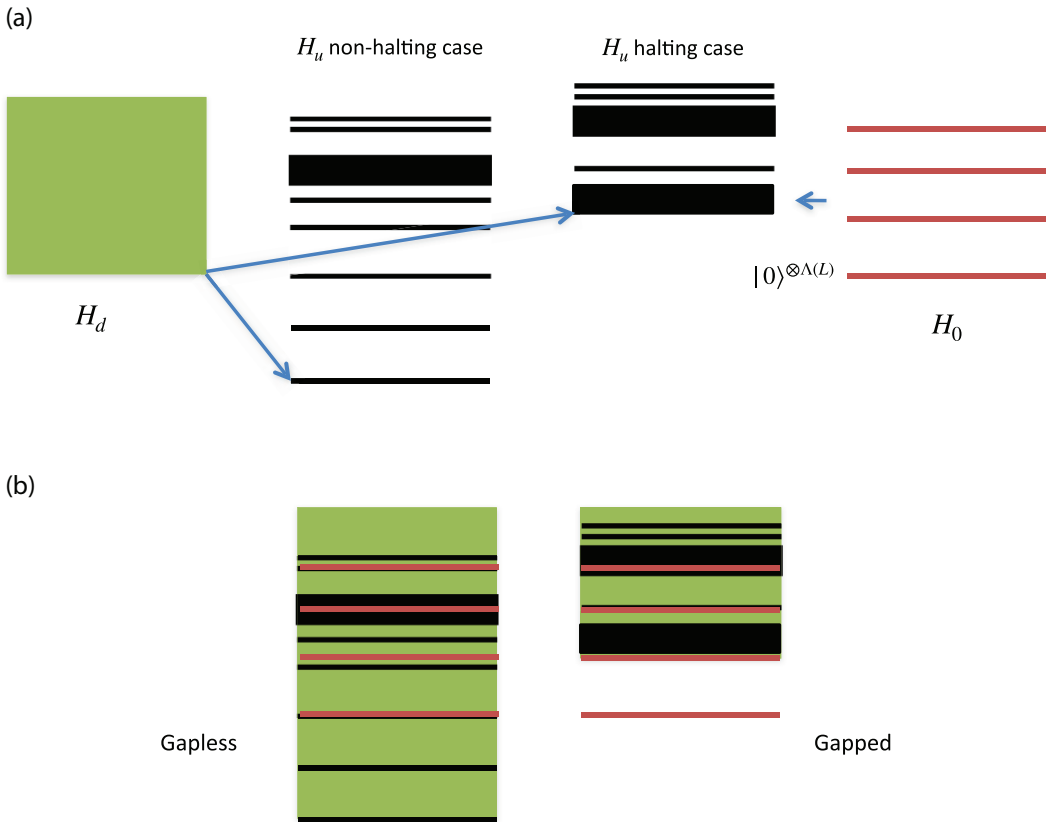 (a)
H_u non-halting case
H_u halting case
|0⟩^{⊗Λ(L)}
H_d
H_0
(b)
Gapless
Gapped